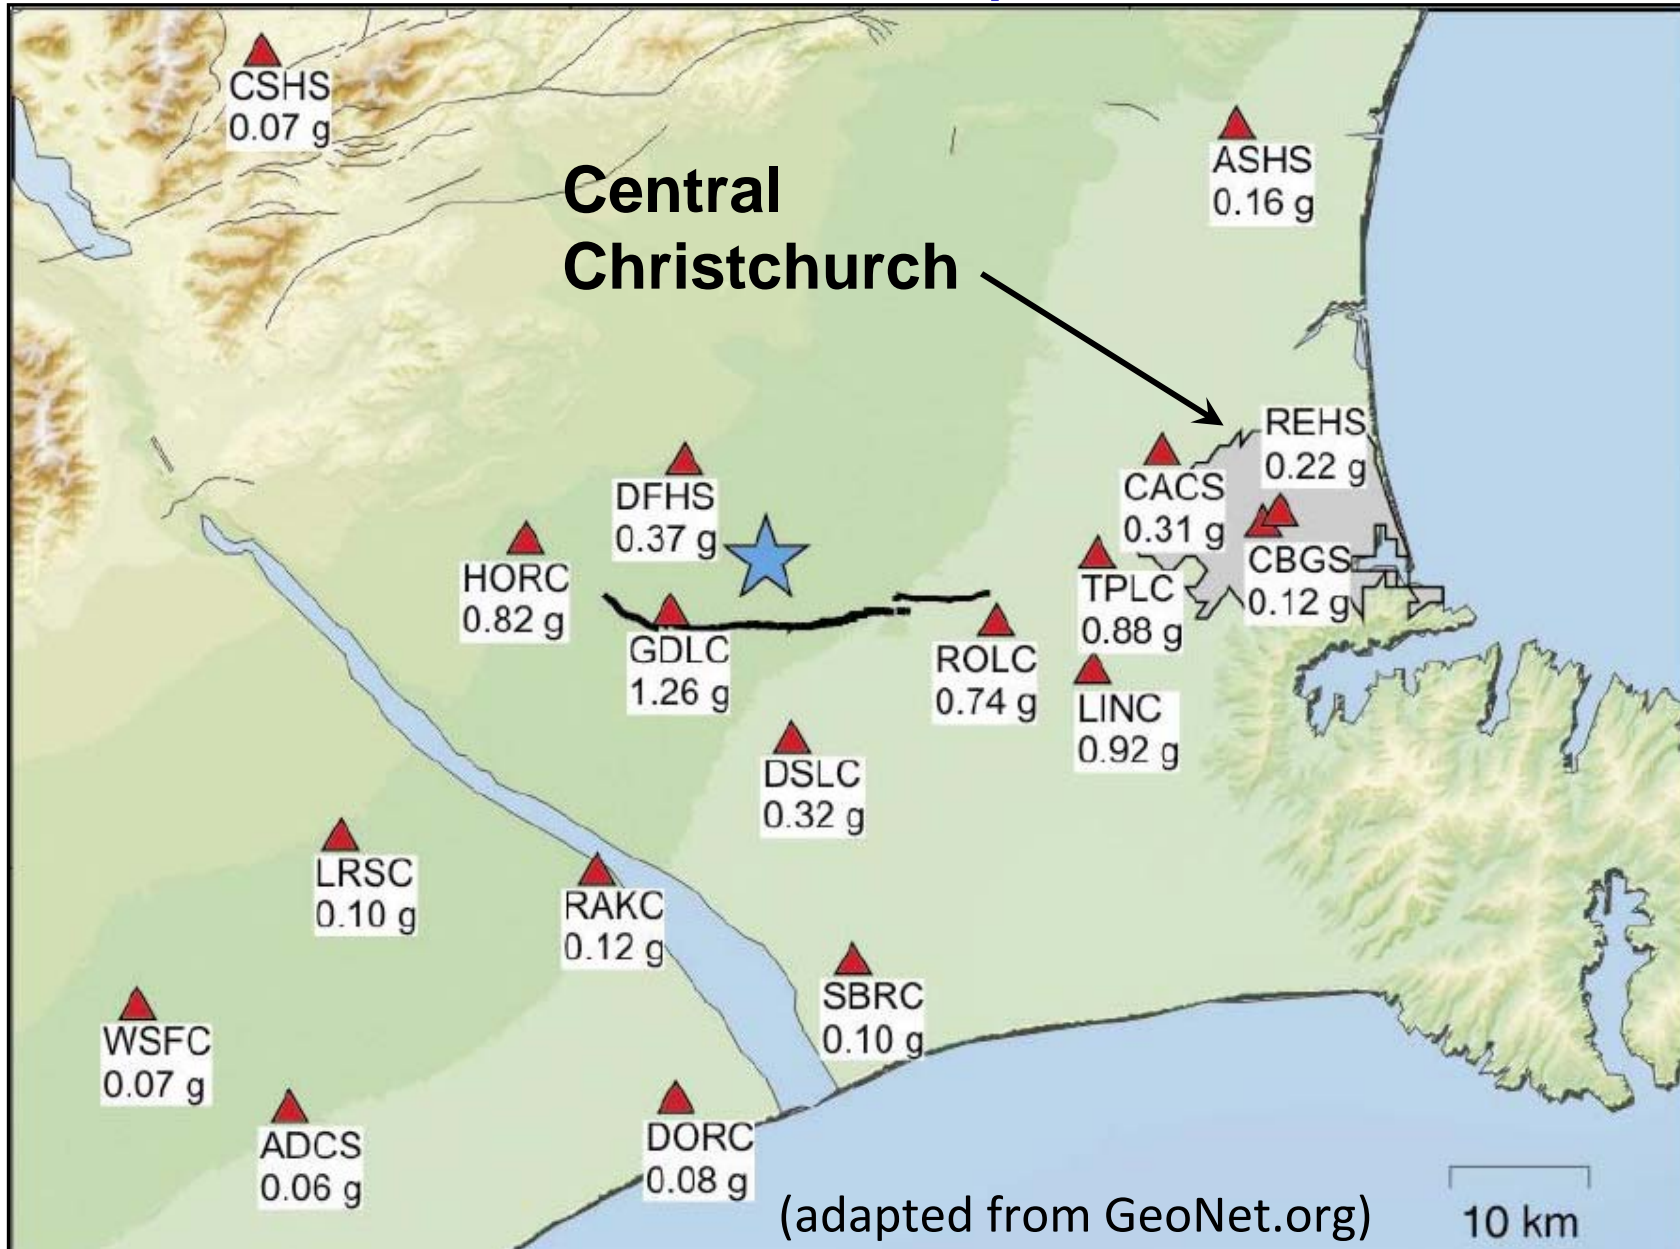 CSHS
0.07 g
ASHS
0.16 g
Central
Christchurch
REHS
0.22 g
CACS
0.31 g
DFHS
0.37 g
HORC
0.82 g
CBGS
0.12 g
TPLC
0.88 g
GDLC
1.26 g
ROLC
0.74 g
LINC
0.92 g
DSLC
0.32 g
LRSC
0.10 g
RAKC
0.12 g
SBRC
0.10 g
WSFC
0.07 g
ADCS
0.06 g
DORC
0.08 g
(adapted from GeoNet.org)
10 km